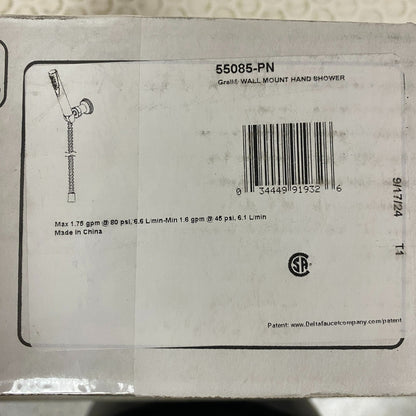 55085-PN
Grail® WALL MOUNT HAND SHOWER
0 34449 91932 6
Max 1.75 gpm @ 80 psi, 6.6 L/min-Min 1.6 gpm @ 45 psi, 6.1 L/min
Made in China
9/17/24 T1
Patent: www.Deltafaucetcompany.com/patent